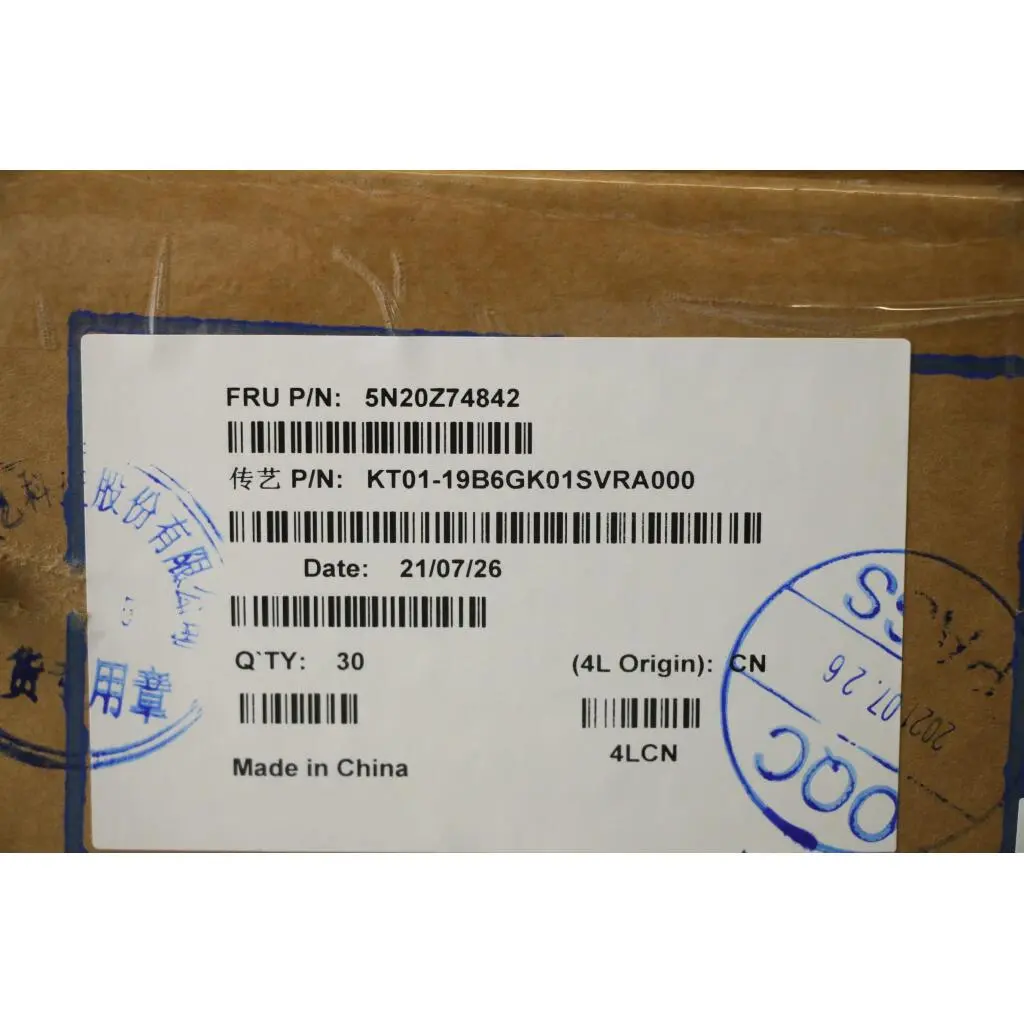 FRU P/N: 5N20Z74842
传艺 P/N: KT01-19B6GK01SVRA000
Date: 21/07/26
Q`TY: 30
(4L Origin): CN
4LCN
Made in China
股份有限公司
用章
2021.07.26
OQC